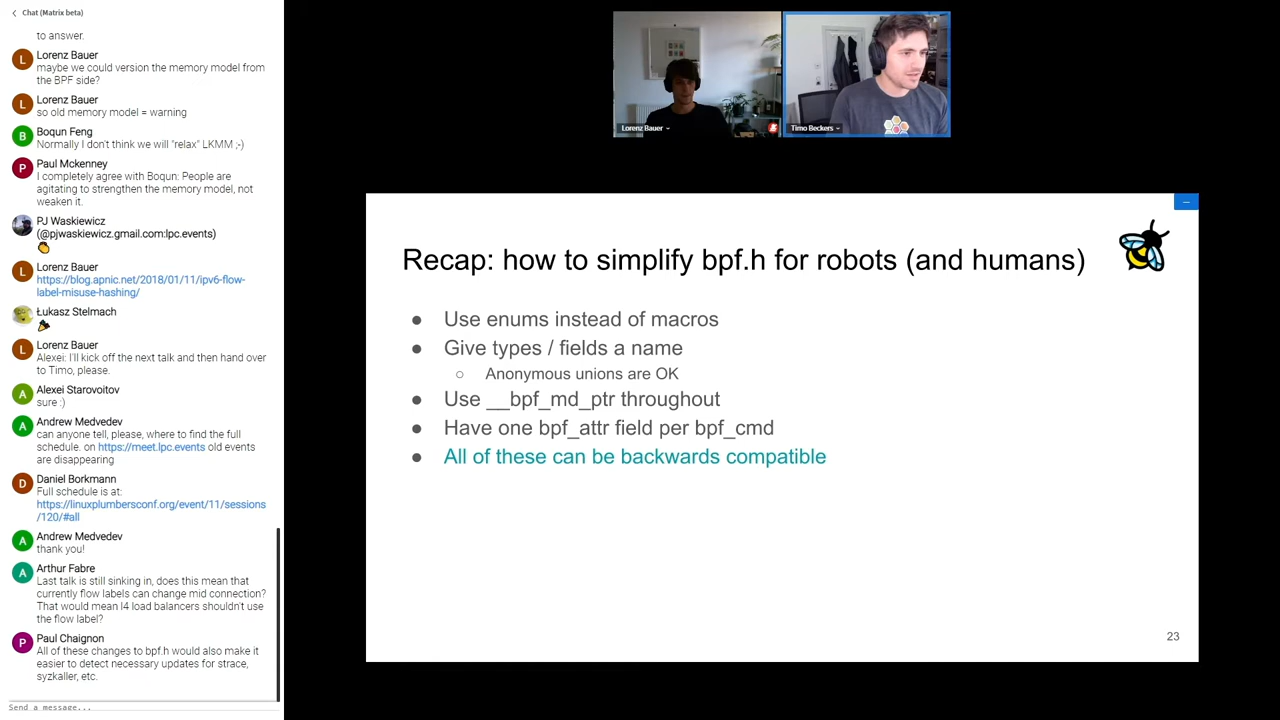 Chat (Matrix beta)
to answer.
L
Lorenz Bauer
maybe we could version the memory model from
the BPF side?
L
Lorenz Bauer
so old memory model = warning
B
Boqun Feng
Normally I don't think we will "relax" LKMM ;-)
P
Paul Mckenney
I completely agree with Boqun: People are
agitating to strengthen the memory model, not
weaken it.
PJ Waskiewicz
(@pjwaskiewicz.gmail.com:lpc.events)
L
Lorenz Bauer
https://blog.apnic.net/2018/01/11/ipv6-flow-
label-misuse-hashing/
Łukasz Stelmach
L
Lorenz Bauer
Alexei: I'll kick off the next talk and then hand over
to Timo, please.
A
Alexei Starovoitov
sure :)
A
Andrew Medvedev
can anyone tell, please, where to find the full
schedule. on https://meet.lpc.events old events
are disappearing
D
Daniel Borkmann
Full schedule is at:
https://linuxplumbersconf.org/event/11/sessions
/120/#all
A
Andrew Medvedev
thank you!
A
Arthur Fabre
Last talk is still sinking in, does this mean that
currently flow labels can change mid connection?
That would mean l4 load balancers shouldn't use
the flow label?
P
Paul Chaignon
All of these changes to bpf.h would also make it
easier to detect necessary updates for strace,
syzkaller, etc.
Send a message...
Lorenz Bauer
Timo Beckers
Recap: how to simplify bpf.h for robots (and humans)
● Use enums instead of macros
● Give types / fields a name
○ Anonymous unions are OK
● Use __bpf_md_ptr throughout
● Have one bpf_attr field per bpf_cmd
● All of these can be backwards compatible
23